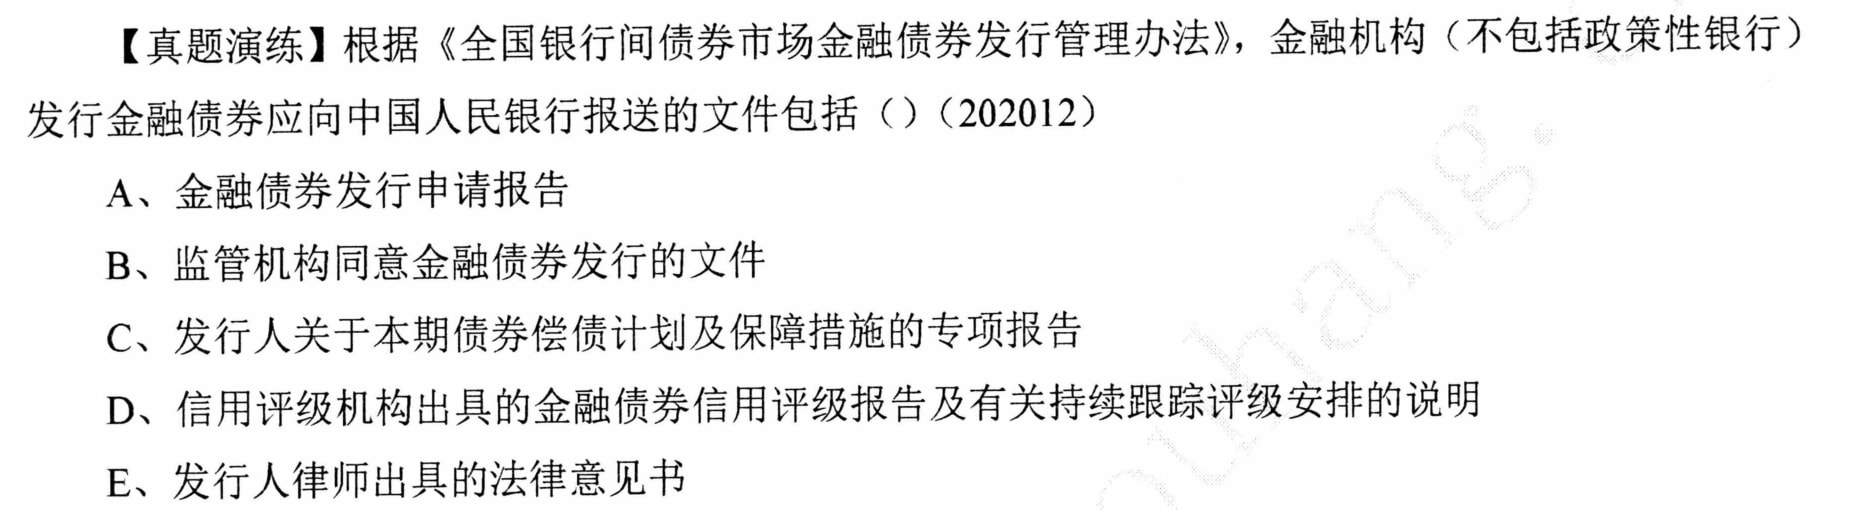 【真题演练】根据《全国银行间债券市场金融债券发行管理办法》，金融机构（不包括政策性银行）
发行金融债券应向中国人民银行报送的文件包括（）（202012）
A、金融债券发行申请报告
B、监管机构同意金融债券发行的文件
C、发行人关于本期债券偿债计划及保障措施的专项报告
D、信用评级机构出具的金融债券信用评级报告及有关持续跟踪评级安排的说明
E、发行人律师出具的法律意见书